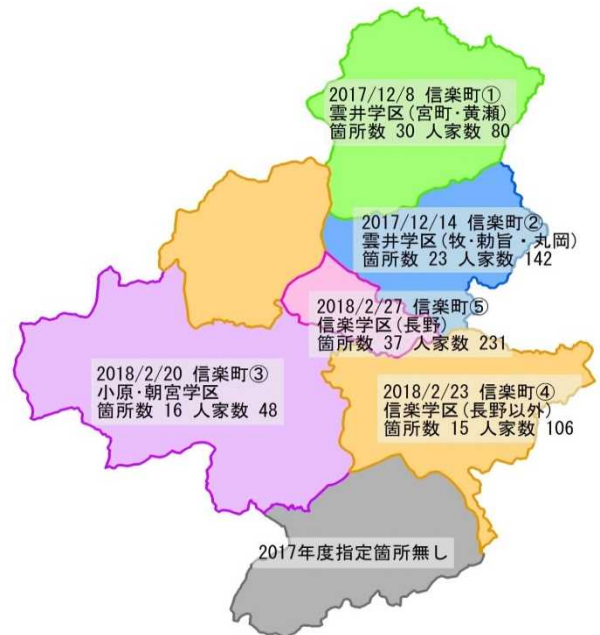 2017/12/8 信楽町①
雲井学区(宮町・黄瀬)
箇所数 30 人家数 80
2017/12/14 信楽町②
雲井学区(牧・勅旨・丸岡)
箇所数 23 人家数 142
2018/2/27 信楽町⑤
信楽学区(長野)
箇所数 37 人家数 231
2018/2/20 信楽町③
小原・朝宮学区
箇所数 16 人家数 48
2018/2/23 信楽町④
信楽学区(長野以外)
箇所数 15 人家数 106
2017年度指定箇所無し